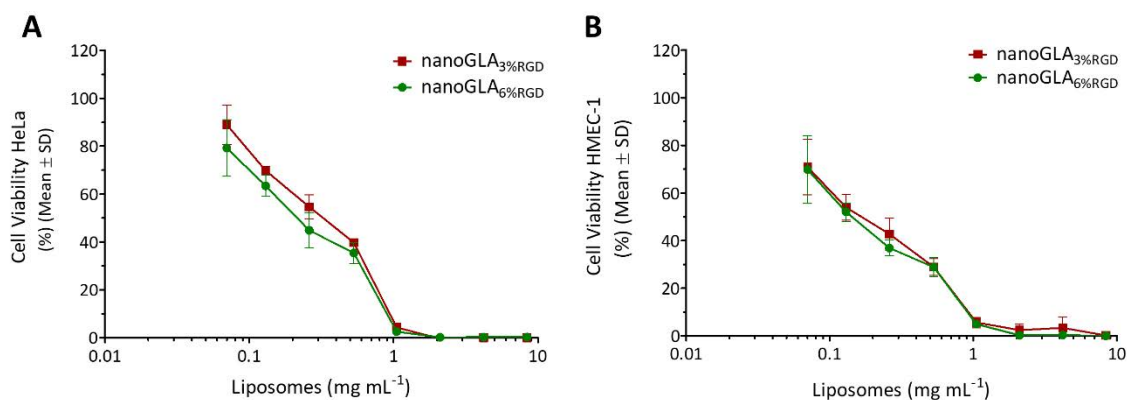 A
120
100
80
60
40
20
0
Cell Viability HeLa
(%) (Mean ± SD)
nanoGLA3%RGD
nanoGLA6%RGD
0.01
0.1
1
10
Liposomes (mg mL⁻¹)
B
120
100
80
60
40
20
0
Cell Viability HMEC-1
(%) (Mean ± SD)
nanoGLA3%RGD
nanoGLA6%RGD
0.01
0.1
1
10
Liposomes (mg mL⁻¹)